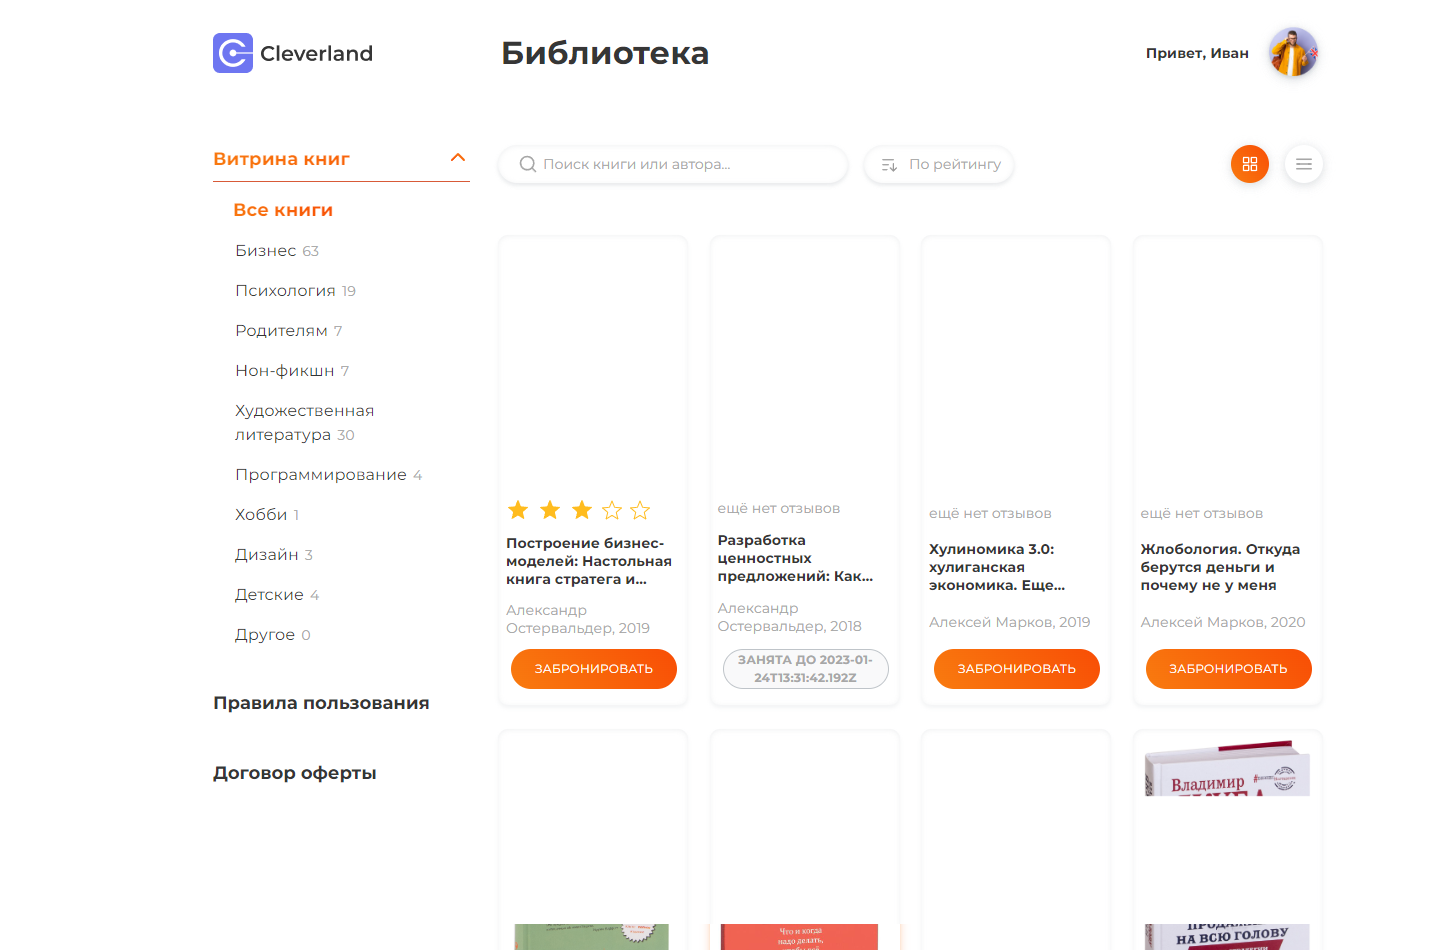 Cleverland
Библиотека
Привет, Иван
Витрина книг
Поиск книги или автора...
По рейтингу
Все книги
Бизнес 63
Психология 19
Родителям 7
Нон-фикшн 7
Художественная
литература 30
Программирование 4
Хобби 1
Дизайн 3
Детские 4
Другое 0
Правила пользования
Договор оферты
Построение бизнес-
моделей: Настольная
книга стратега и...
Александр
Остервальдер, 2019
ЗАБРОНИРОВАТЬ
ещё нет отзывов
Разработка
ценностных
предложений: Как...
Александр
Остервальдер, 2018
ЗАНЯТА ДО 2023-01-
24T13:31:42.192Z
ещё нет отзывов
Хулиномика 3.0:
хулиганская
экономика. Еще...
Алексей Марков, 2019
ЗАБРОНИРОВАТЬ
ещё нет отзывов
Жлобология. Откуда
берутся деньги и
почему не у меня
Алексей Марков, 2020
ЗАБРОНИРОВАТЬ
Что и когда
надо делать,
Владимир
НА ВСЮ ГОЛОВУ